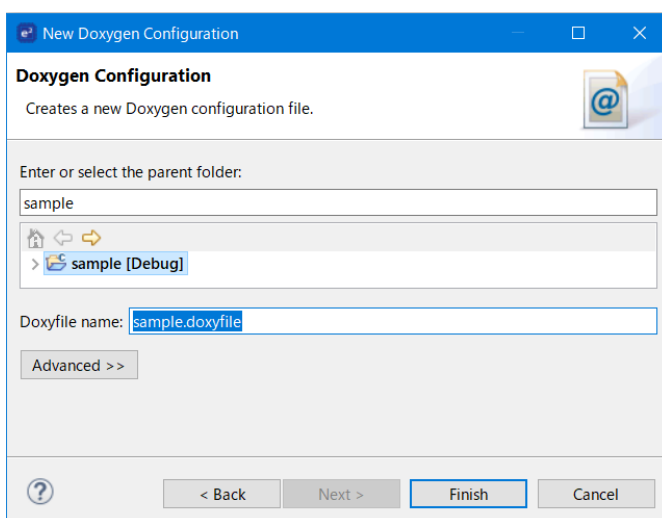 e² New Doxygen Configuration
Doxygen Configuration
Creates a new Doxygen configuration file.
@
Enter or select the parent folder:
sample
sample [Debug]
Doxyfile name: sample.doxyfile
Advanced >>
? < Back Next > Finish Cancel